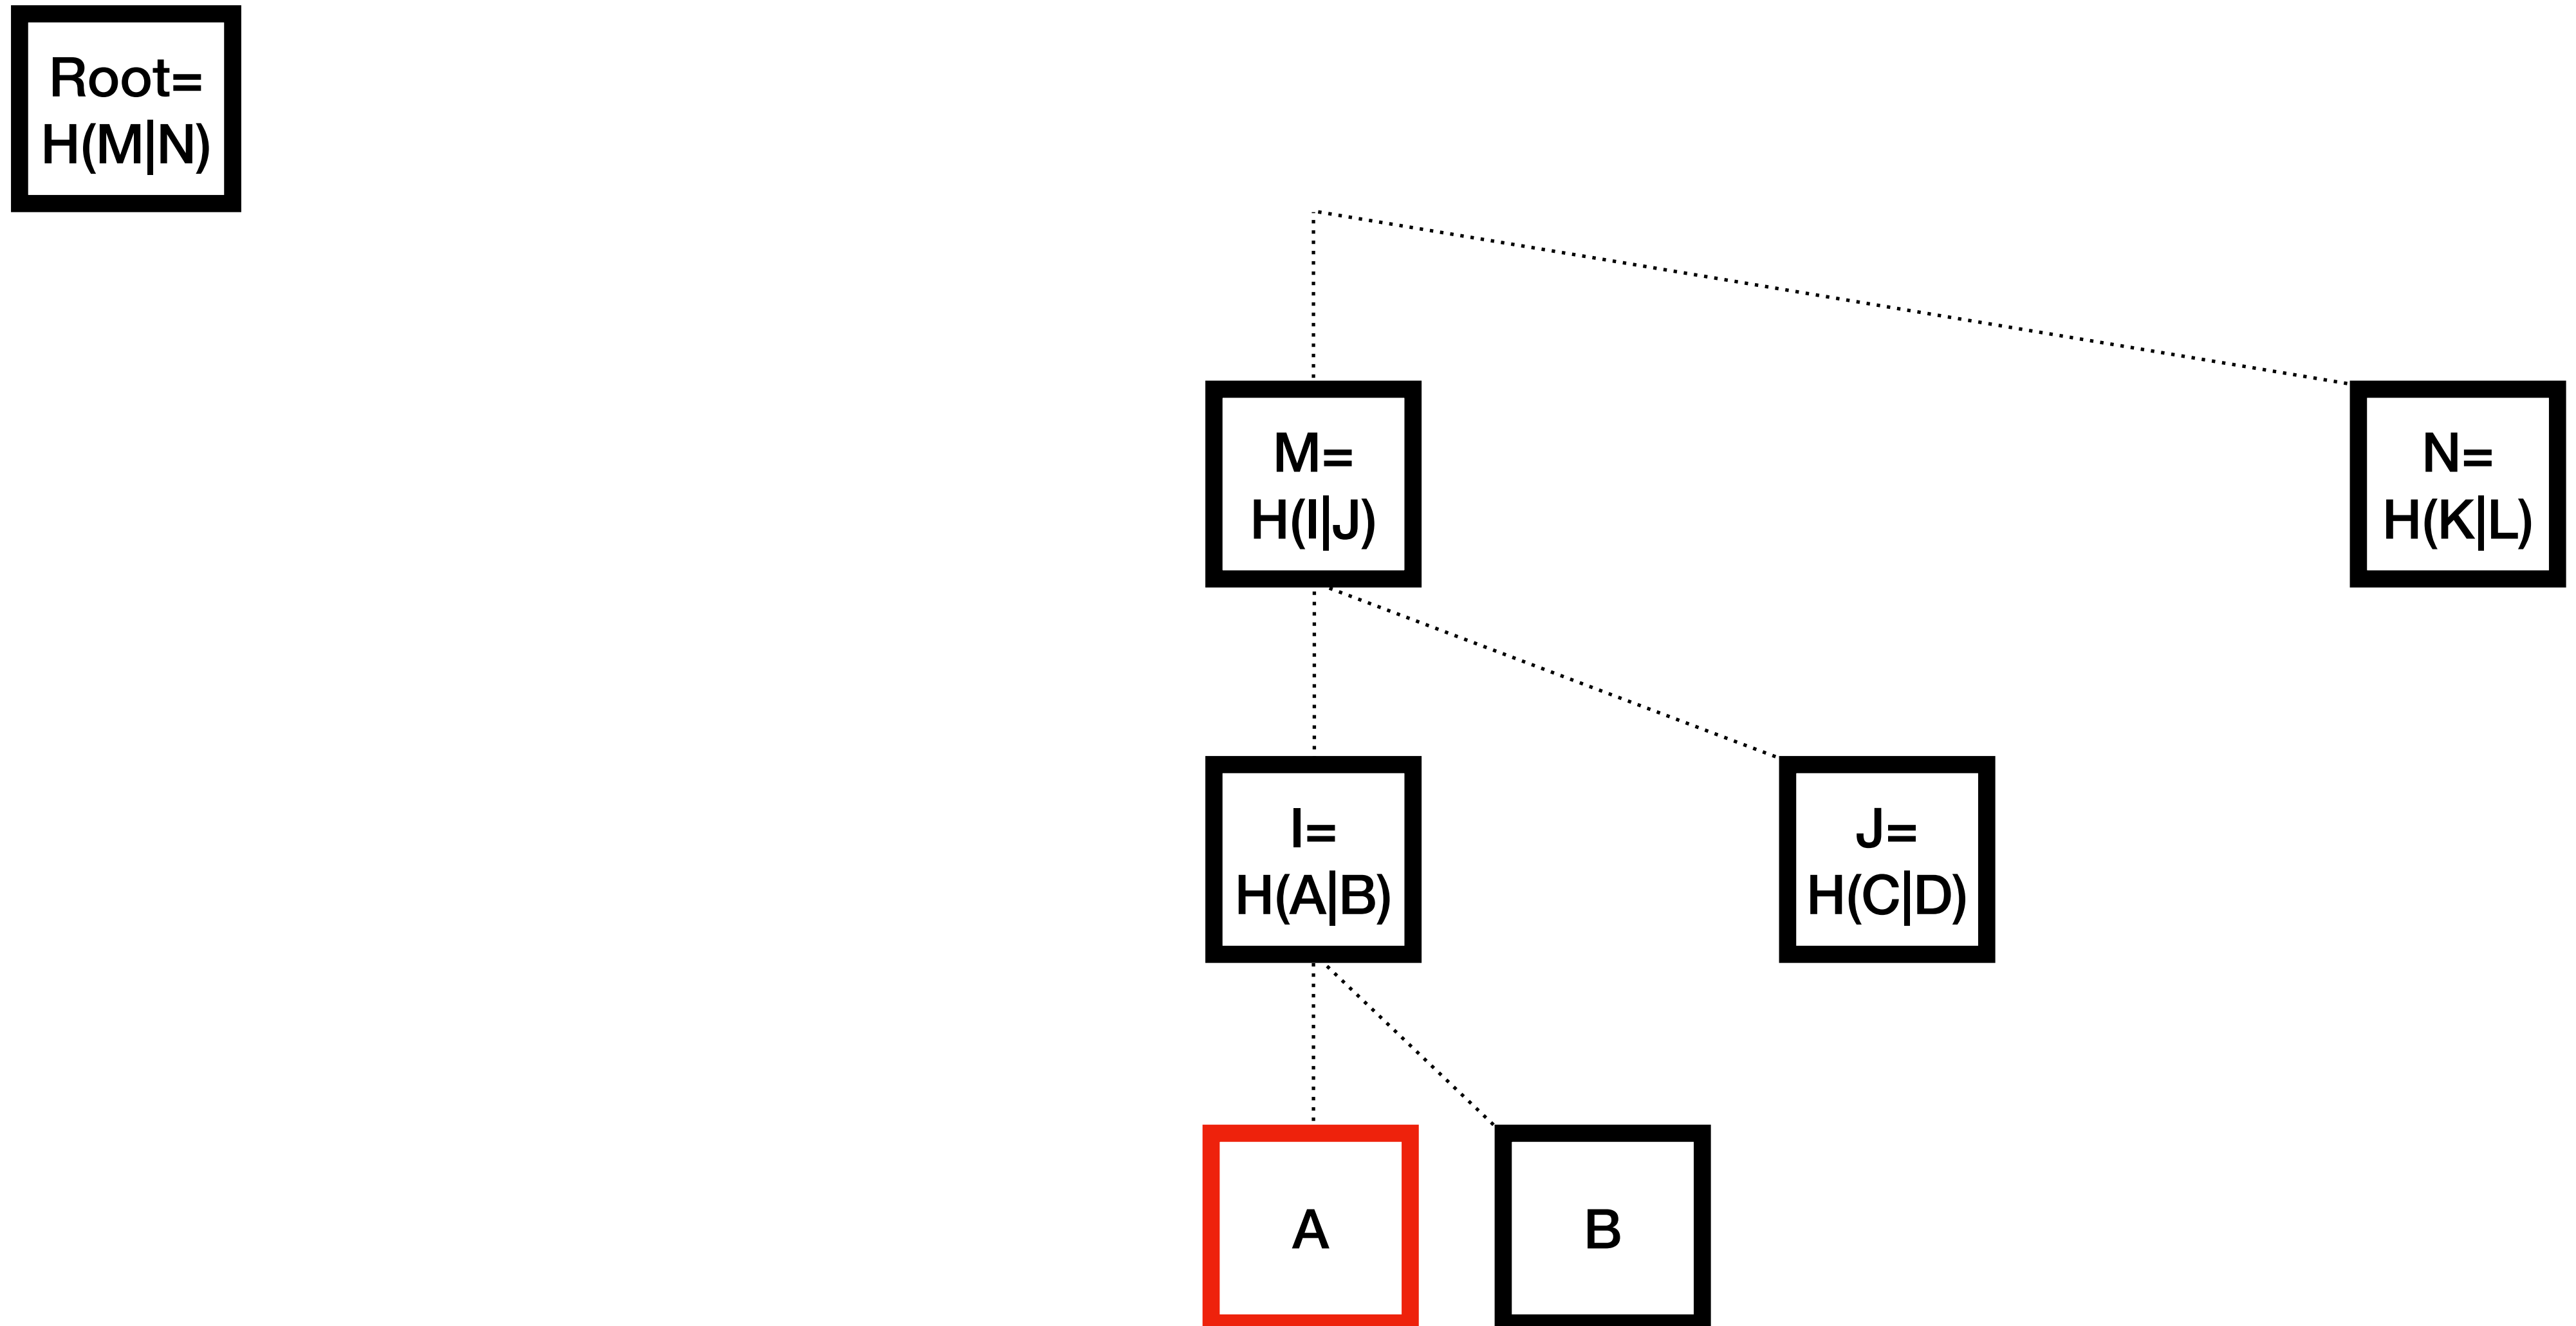 Root=
H(M|N)
M=
H(I|J)
N=
H(K|L)
I=
H(A|B)
J=
H(C|D)
A
B